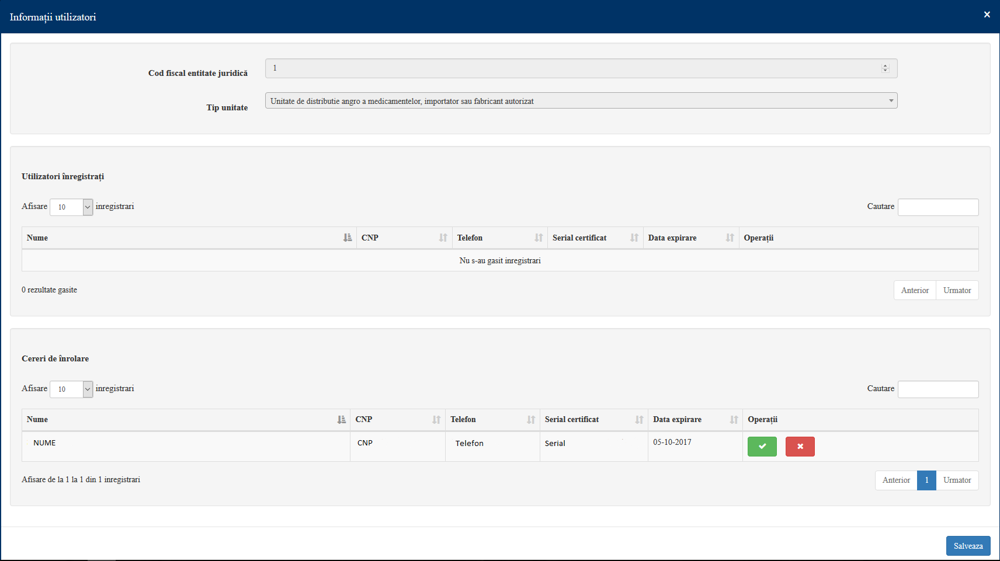 Informații utilizatori
Cod fiscal entitate juridică 1
Tip unitate Unitate de distributie angro a medicamentelor, importator sau fabricant autorizat
Utilizatori înregistrați
Afisare 10 inregistrari Cautare
Nume CNP Telefon Serial certificat Data expirare Operații
Nu s-au gasit inregistrari
0 rezultate gasite Anterior Urmator
Cereri de înrolare
Afisare 10 inregistrari Cautare
Nume CNP Telefon Serial certificat Data expirare Operații
NUME CNP Telefon Serial 05-10-2017
Afisare de la 1 la 1 din 1 inregistrari Anterior 1 Urmator
Salveaza